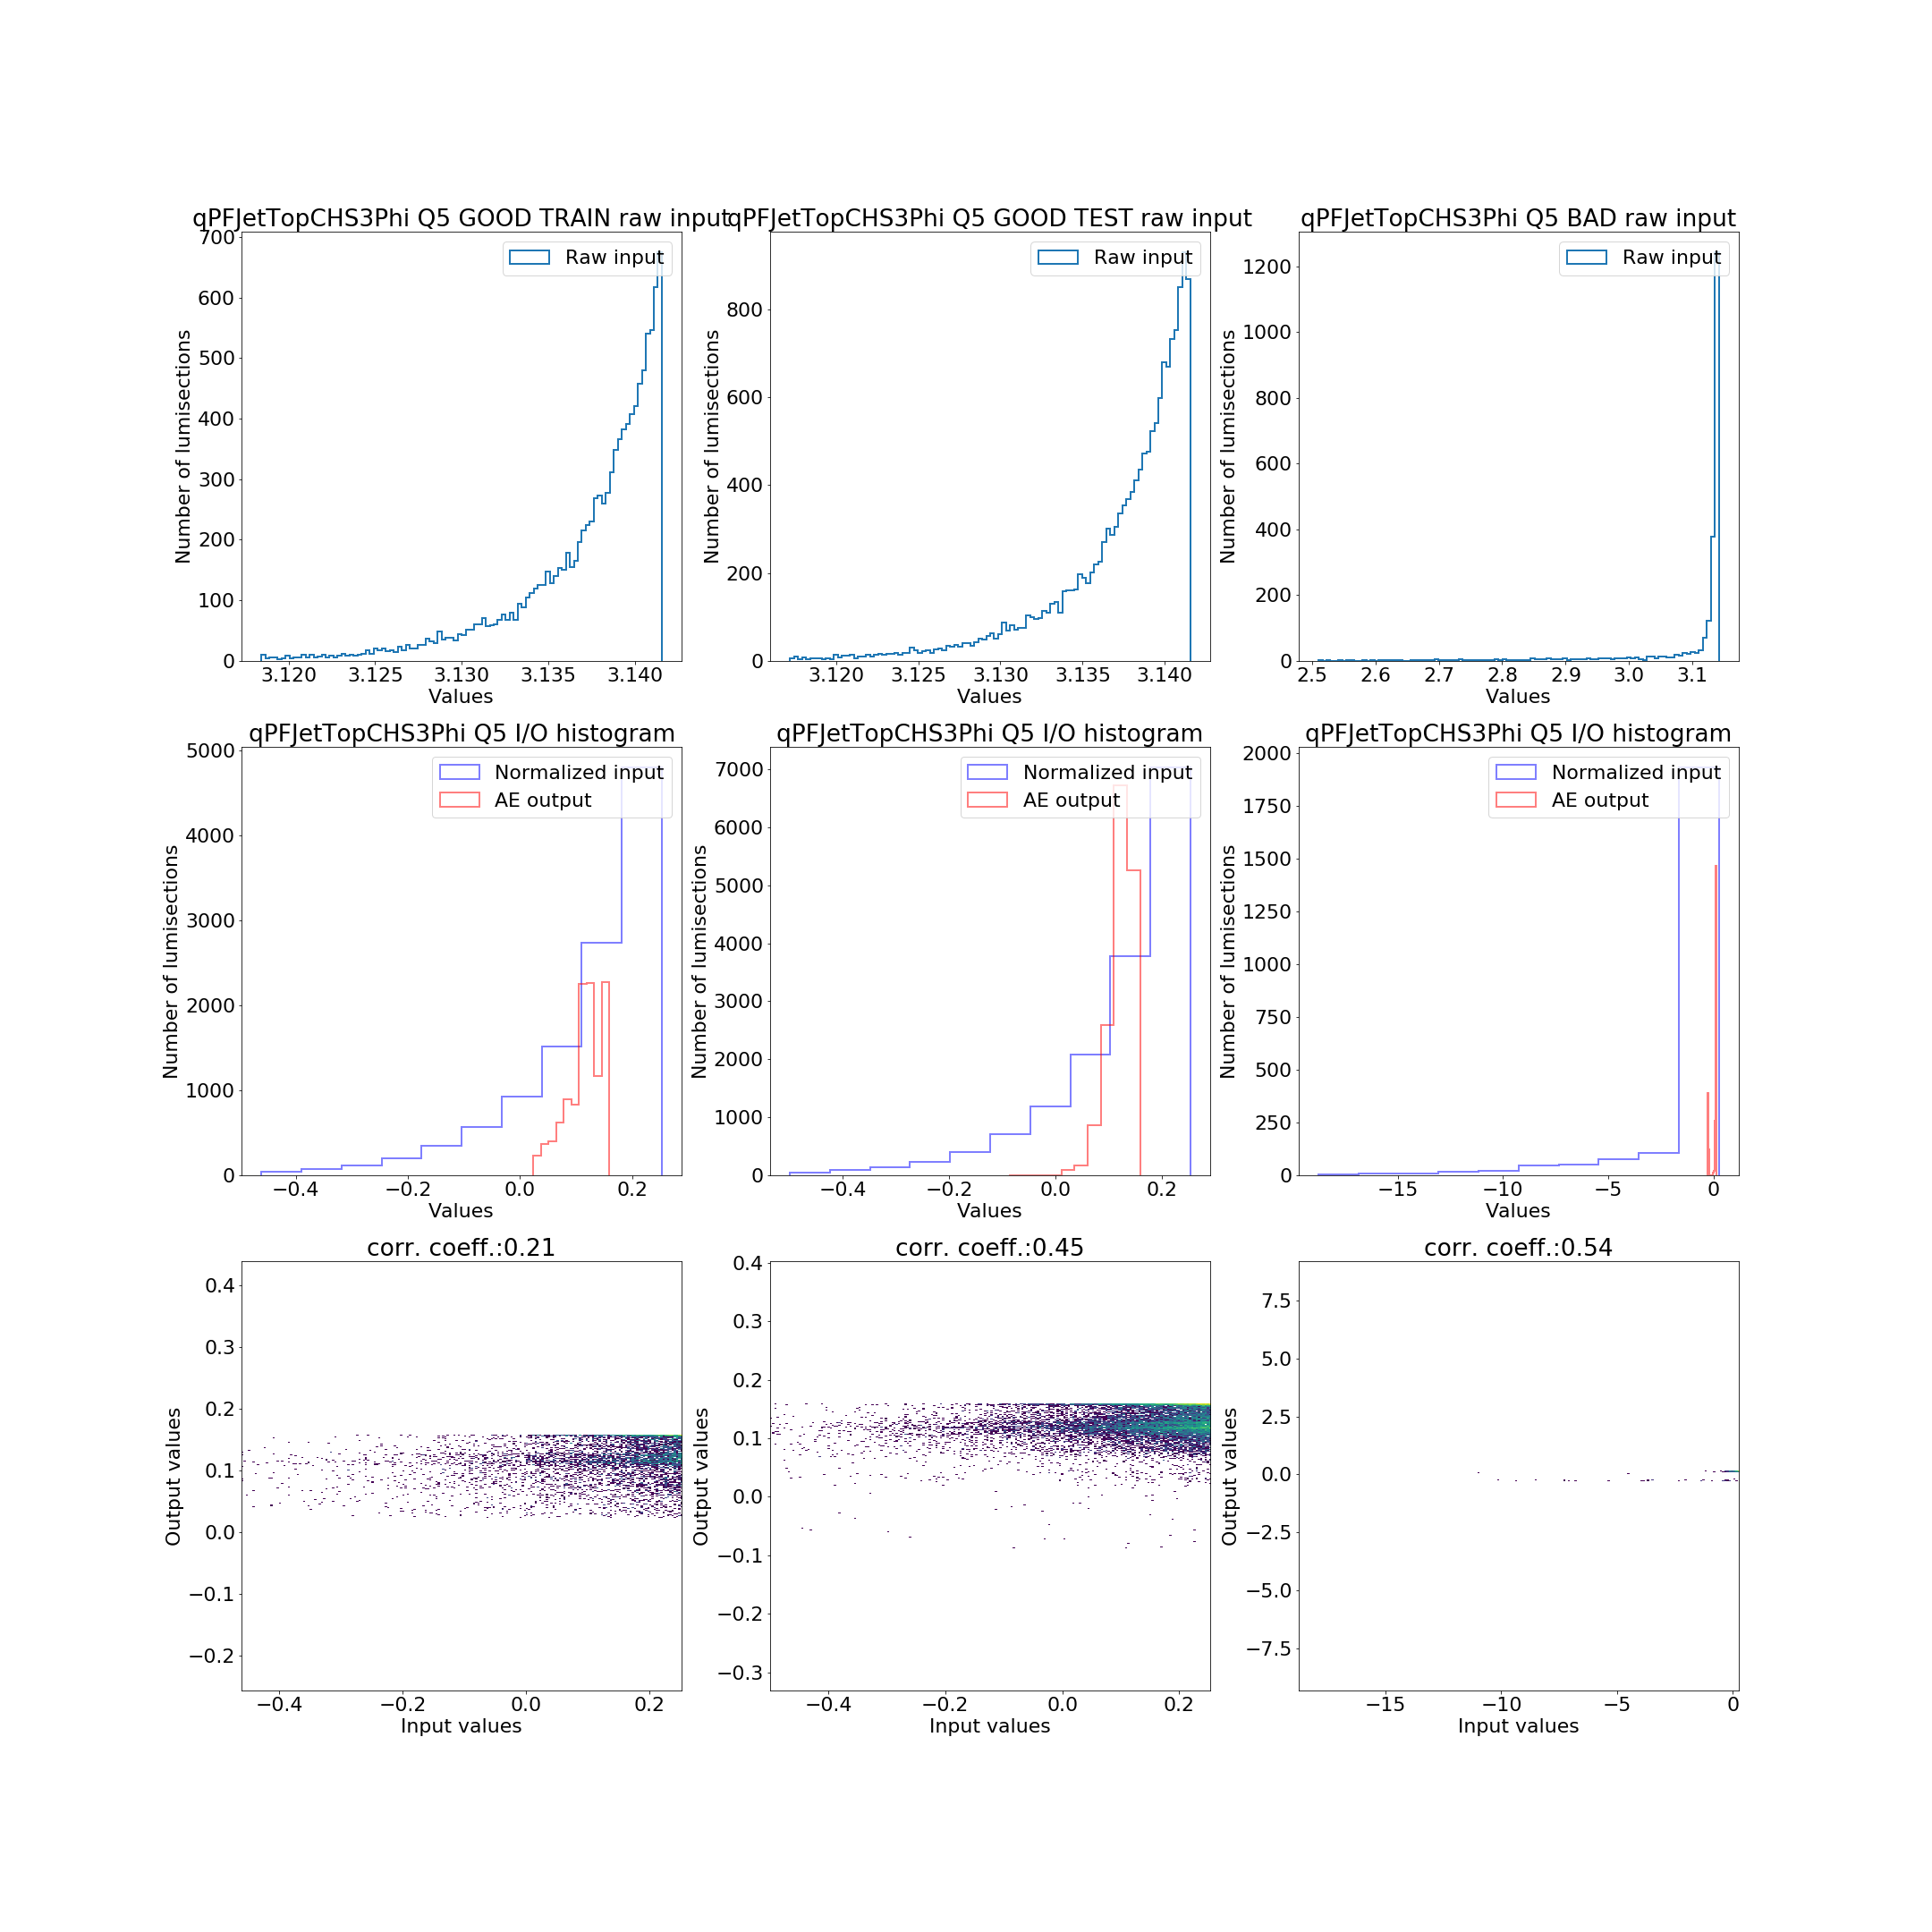 qPFJetTopCHS3Phi Q5 GOOD TRAIN raw input
700
600
500
400
300
200
100
0
Number of lumisections
Raw input
3.120 3.125 3.130 3.135 3.140
Values
qPFJetTopCHS3Phi Q5 GOOD TEST raw input
800
600
400
200
0
Number of lumisections
Raw input
3.120 3.125 3.130 3.135 3.140
Values
qPFJetTopCHS3Phi Q5 BAD raw input
1200
1000
800
600
400
200
0
Number of lumisections
Raw input
2.5 2.6 2.7 2.8 2.9 3.0 3.1
Values
qPFJetTopCHS3Phi Q5 I/O histogram
5000
4000
3000
2000
1000
0
Number of lumisections
Normalized input
AE output
−0.4 −0.2 0.0 0.2
Values
qPFJetTopCHS3Phi Q5 I/O histogram
7000
6000
5000
4000
3000
2000
1000
0
Number of lumisections
Normalized input
AE output
−0.4 −0.2 0.0 0.2
Values
qPFJetTopCHS3Phi Q5 I/O histogram
2000
1750
1500
1250
1000
750
500
250
0
Number of lumisections
Normalized input
AE output
−15 −10 −5 0
Values
corr. coeff.:0.21
0.4
0.3
0.2
0.1
0.0
−0.1
−0.2
Output values
−0.4 −0.2 0.0 0.2
Input values
corr. coeff.:0.45
0.4
0.3
0.2
0.1
0.0
−0.1
−0.2
−0.3
Output values
−0.4 −0.2 0.0 0.2
Input values
corr. coeff.:0.54
7.5
5.0
2.5
0.0
−2.5
−5.0
−7.5
Output values
−15 −10 −5 0
Input values